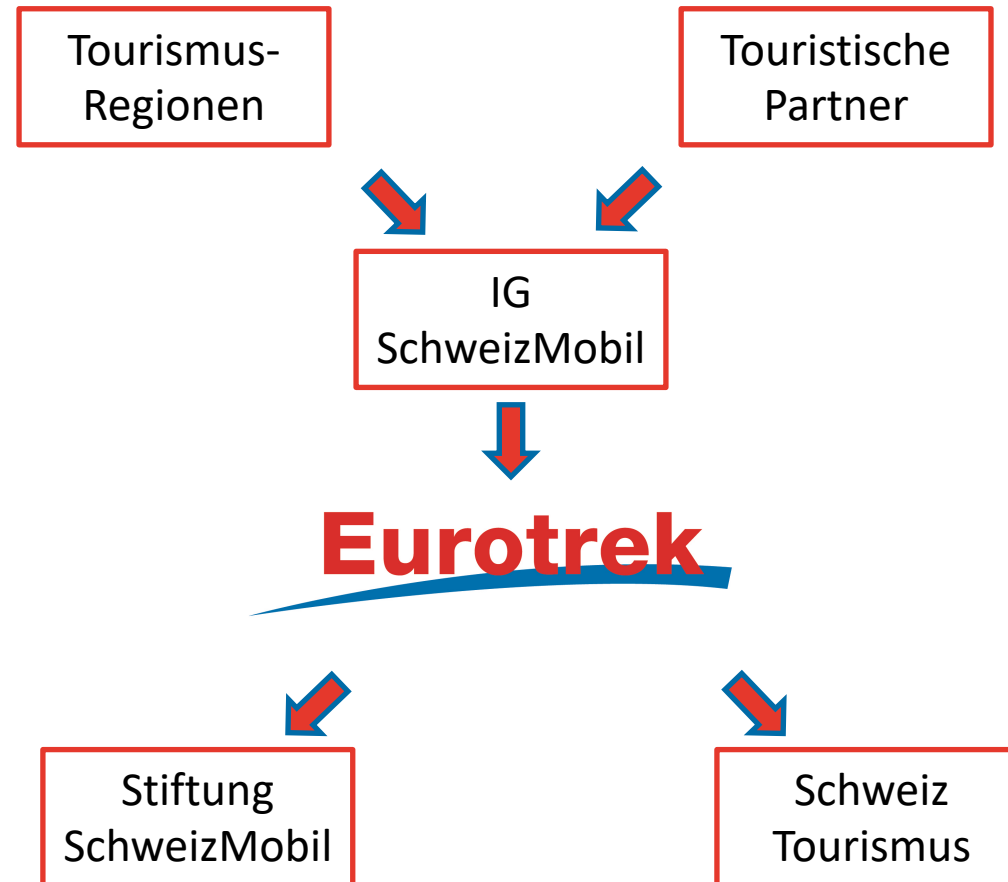 Tourismus-
Regionen
Touristische
Partner
IG
SchweizMobil
Eurotrek
Stiftung
SchweizMobil
Schweiz
Tourismus